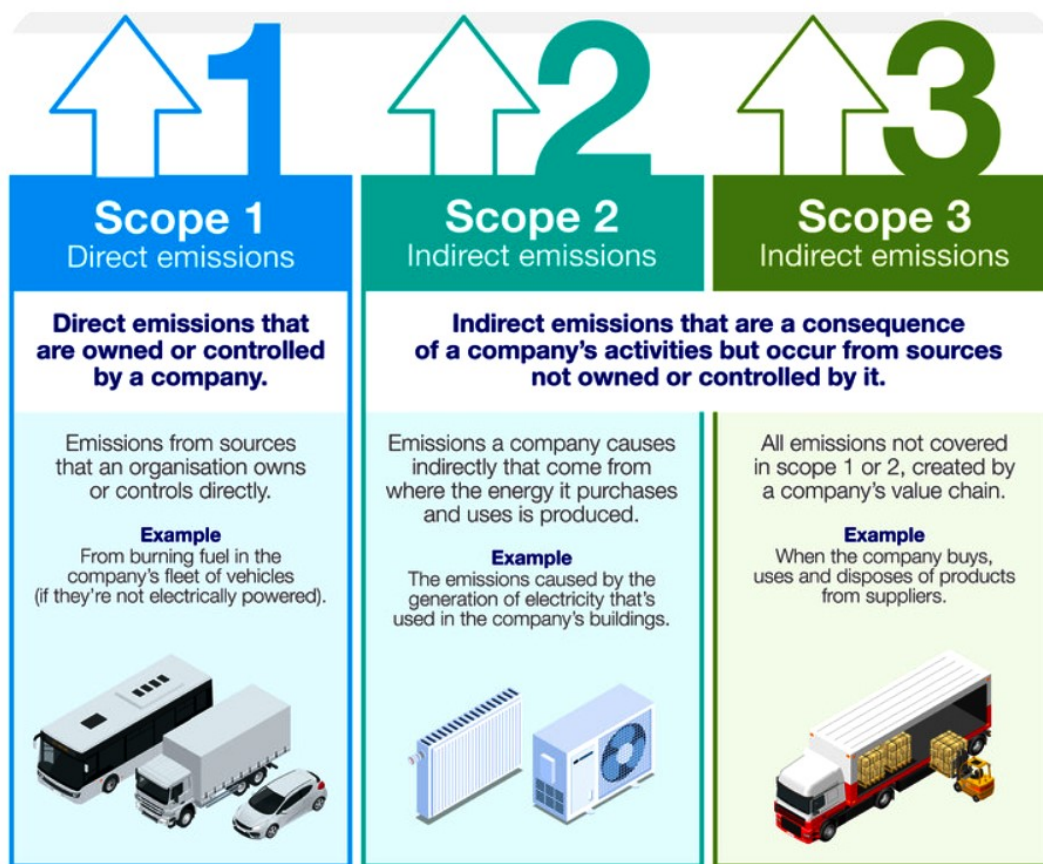 1
2
3
Scope 1
Direct emissions
Scope 2
Indirect emissions
Scope 3
Indirect emissions
Direct emissions that
are owned or controlled
by a company.
Indirect emissions that are a consequence
of a company’s activities but occur from sources
not owned or controlled by it.
Emissions from sources
that an organisation owns
or controls directly.
Example
From burning fuel in the
company’s fleet of vehicles
(if they’re not electrically powered).
Emissions a company causes
indirectly that come from
where the energy it purchases
and uses is produced.
Example
The emissions caused by the
generation of electricity that’s
used in the company’s buildings.
All emissions not covered
in scope 1 or 2, created by
a company’s value chain.
Example
When the company buys,
uses and disposes of products
from suppliers.